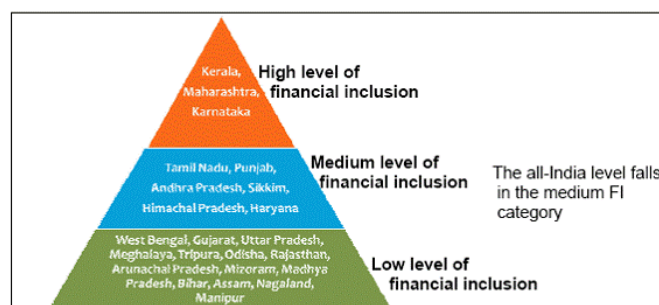 Kerala,
Maharashtra,
Karnataka
High level of
financial inclusion
Tamil Nadu, Punjab,
Andhra Pradesh, Sikkim,
Himachal Pradesh, Haryana
Medium level of
financial inclusion
The all-India level falls
in the medium FI
category
West Bengal, Gujarat, Uttar Pradesh,
Meghalaya, Tripura, Odisha, Rajasthan,
Arunachal Pradesh, Mizoram, Madhya
Pradesh, Bihar, Assam, Nagaland,
Manipur
Low level of
financial inclusion